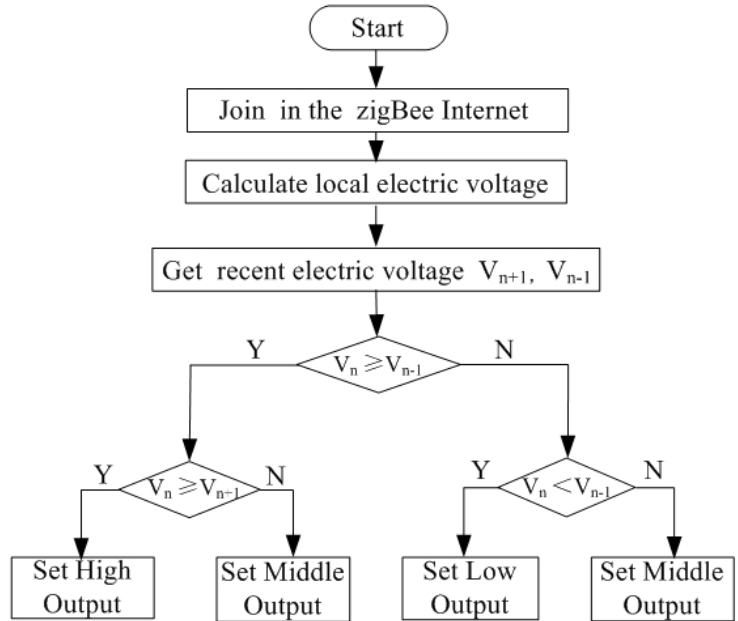 Start
Join in the zigBee Internet
Calculate local electric voltage
Get recent electric voltage Vn+1, Vn-1
Y
N
Vn ≥Vn-1
Y
Vn ≥Vn+1
N
Y
Vn <Vn-1
N
Set High
Output
Set Middle
Output
Set Low
Output
Set Middle
Output